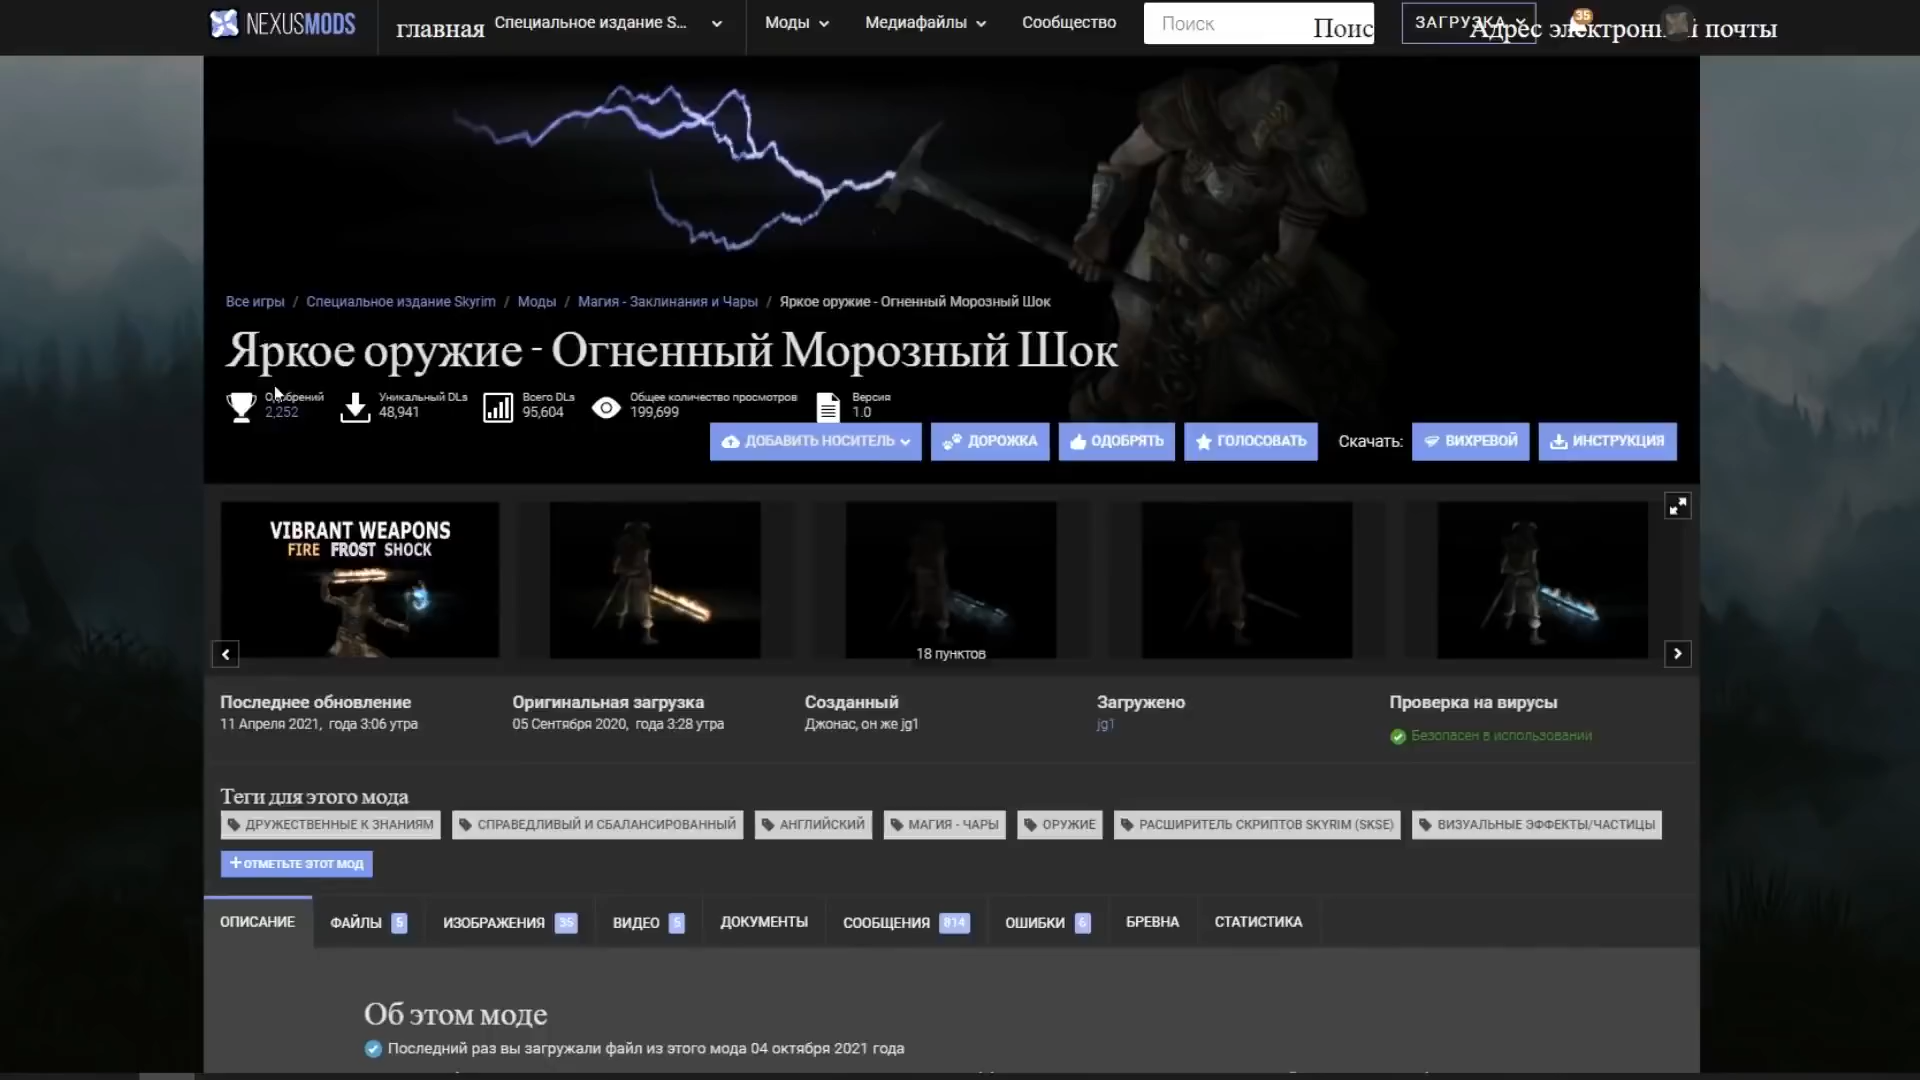 NEXUSMODS главная Специальное издание S... Моды Медиафайлы Сообщество Поиск Поис ЗАГРУЗКА 35 Адрес почты
Все игры / Специальное издание Skyrim / Моды / Магия - Заклинания и Чары / Яркое оружие - Огненный Морозный Шок
Яркое оружие - Огненный Морозный Шок
Одобрений Уникальный DLs Всего DLs Общее количество просмотров Версия
2,252 48,941 95,604 199,699 1.0
ДОБАВИТЬ НОСИТЕЛЬ ДОРОЖКА ОДОБРЯТЬ ГОЛОСОВАТЬ Скачать: ВИХРЕВОЙ ИНСТРУКЦИЯ
VIBRANT WEAPONS
FIRE FROST SHOCK
18 пунктов
Последнее обновление Оригинальная загрузка Созданный Загружено Проверка на вирусы
11 Апреля 2021, года 3:06 утра 05 Сентября 2020, года 3:28 утра Джонас, он же jg1 jg1 Безопасен в использовании
Теги для этого мода
ДРУЖЕСТВЕННЫЕ К ЗНАНИЯМ СПРАВЕДЛИВЫЙ И СБАЛАНСИРОВАННЫЙ АНГЛИЙСКИЙ МАГИЯ - ЧАРЫ ОРУЖИЕ РАСШИРИТЕЛЬ СКРИПТОВ SKYRIM (SKSE) ВИЗУАЛЬНЫЕ ЭФФЕКТЫ/ЧАСТИЦЫ
+ ОТМЕТЬТЕ ЭТОТ МОД
ОПИСАНИЕ ФАЙЛЫ 5 ИЗОБРАЖЕНИЯ 35 ВИДЕО 5 ДОКУМЕНТЫ СООБЩЕНИЯ 814 ОШИБКИ 6 БРЕВНА СТАТИСТИКА
Об этом моде
Последний раз вы загружали файл из этого мода 04 октября 2021 года